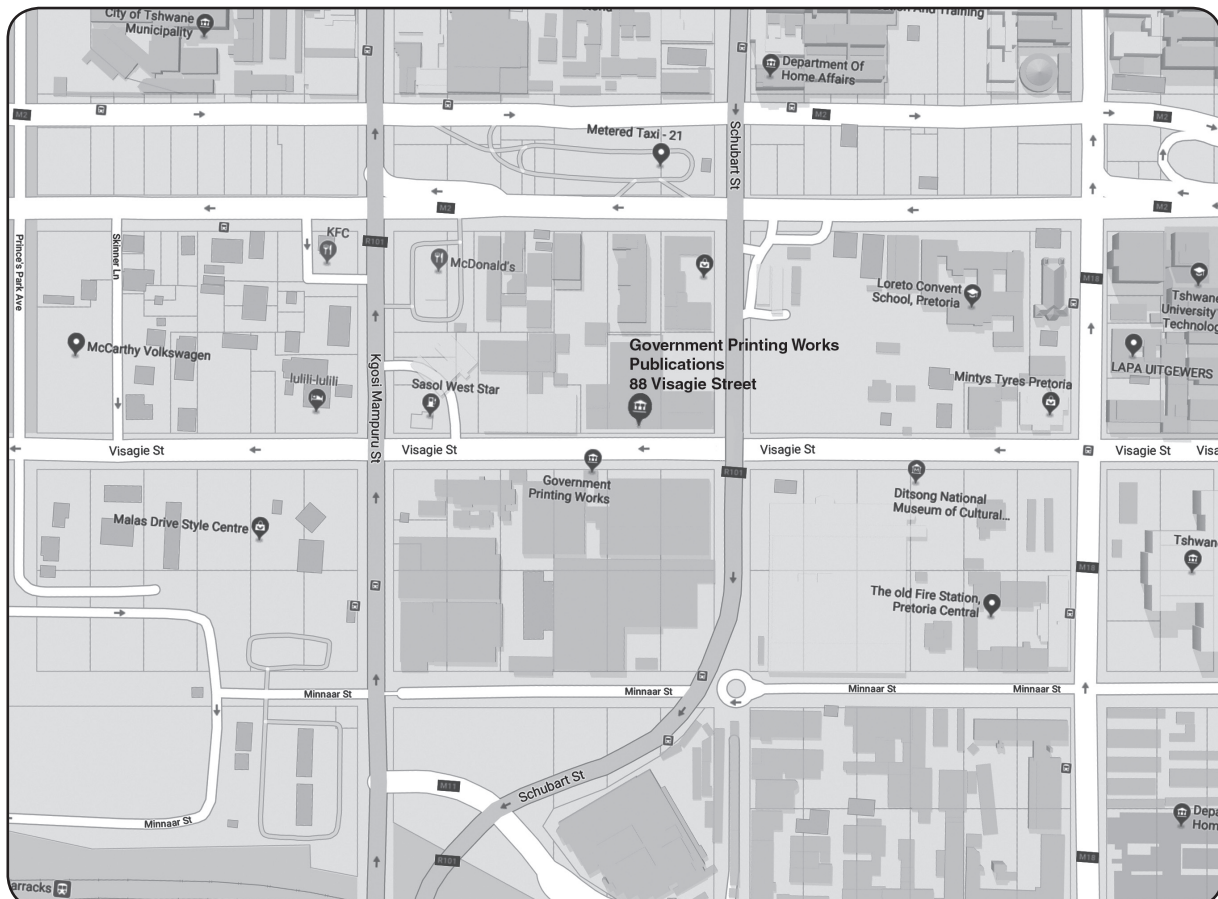 City of Tshwane
Municipality
And Training
Department Of
Home Affairs
M2
M2
M2
Metered Taxi - 21
Schubart St
M2
M2
Prince's Park Ave
Skinner Ln
KFC
R101
McDonald's
Loreto Convent
School, Pretoria
M18
Tshwane
University
Technolog
McCarthy Volkswagen
lulili-lulili
Kgosi Mampuru St
Sasol West Star
Government Printing Works
Publications
88 Visagie Street
Mintys Tyres Pretoria
LAPA UITGEWERS
Visagie St
Visagie St
Visagie St
Visagie St
Visa
R101
Government
Printing Works
Ditsong National
Museum of Cultural...
Malas Drive Style Centre
Tshwan
M18
The old Fire Station,
Pretoria Central
Minnaar St
Minnaar St
Minnaar St
Minnaar St
M11
Schubart St
Minnaar St
Depa
Hom
R101
M18
arracks